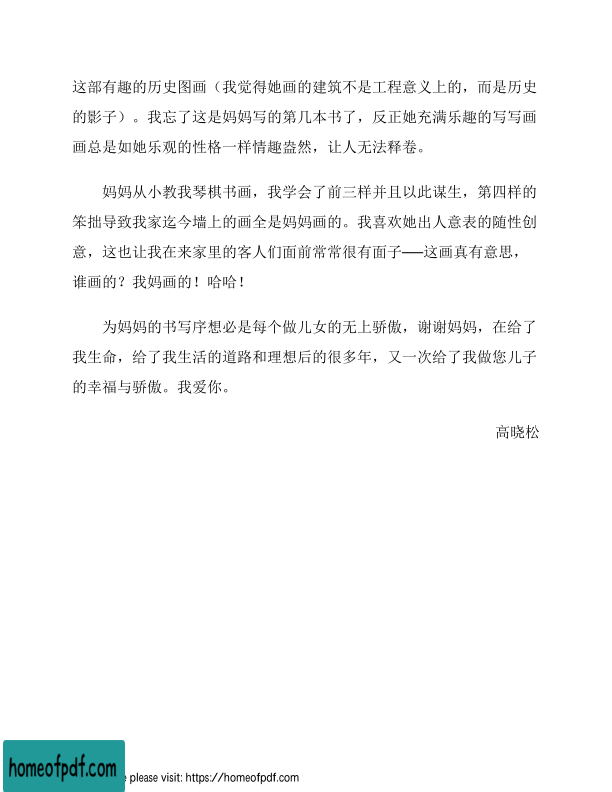 这部有趣的历史图画（我觉得她画的建筑不是工程意义上的，而是历史
的影子）。我忘了这是妈妈写的第几本书了，反正她充满乐趣的写写画
画总是如她乐观的性格一样情趣盎然，让人无法释卷。
妈妈从小教我琴棋书画，我学会了前三样并且以此谋生，第四样的
笨拙导致我家迄今墙上的画全是妈妈画的。我喜欢她出人意表的随性创
意，这也让我在来家里的客人们面前常常很有面子──这画真有意思，
谁画的？我妈画的！哈哈！
为妈妈的书写序想必是每个做儿女的无上骄傲，谢谢妈妈，在给了
我生命，给了我生活的道路和理想后的很多年，又一次给了我做您儿子
的幸福与骄傲。我爱你。
高晓松
homeofpdf.com
e please visit: https://homeofpdf.com